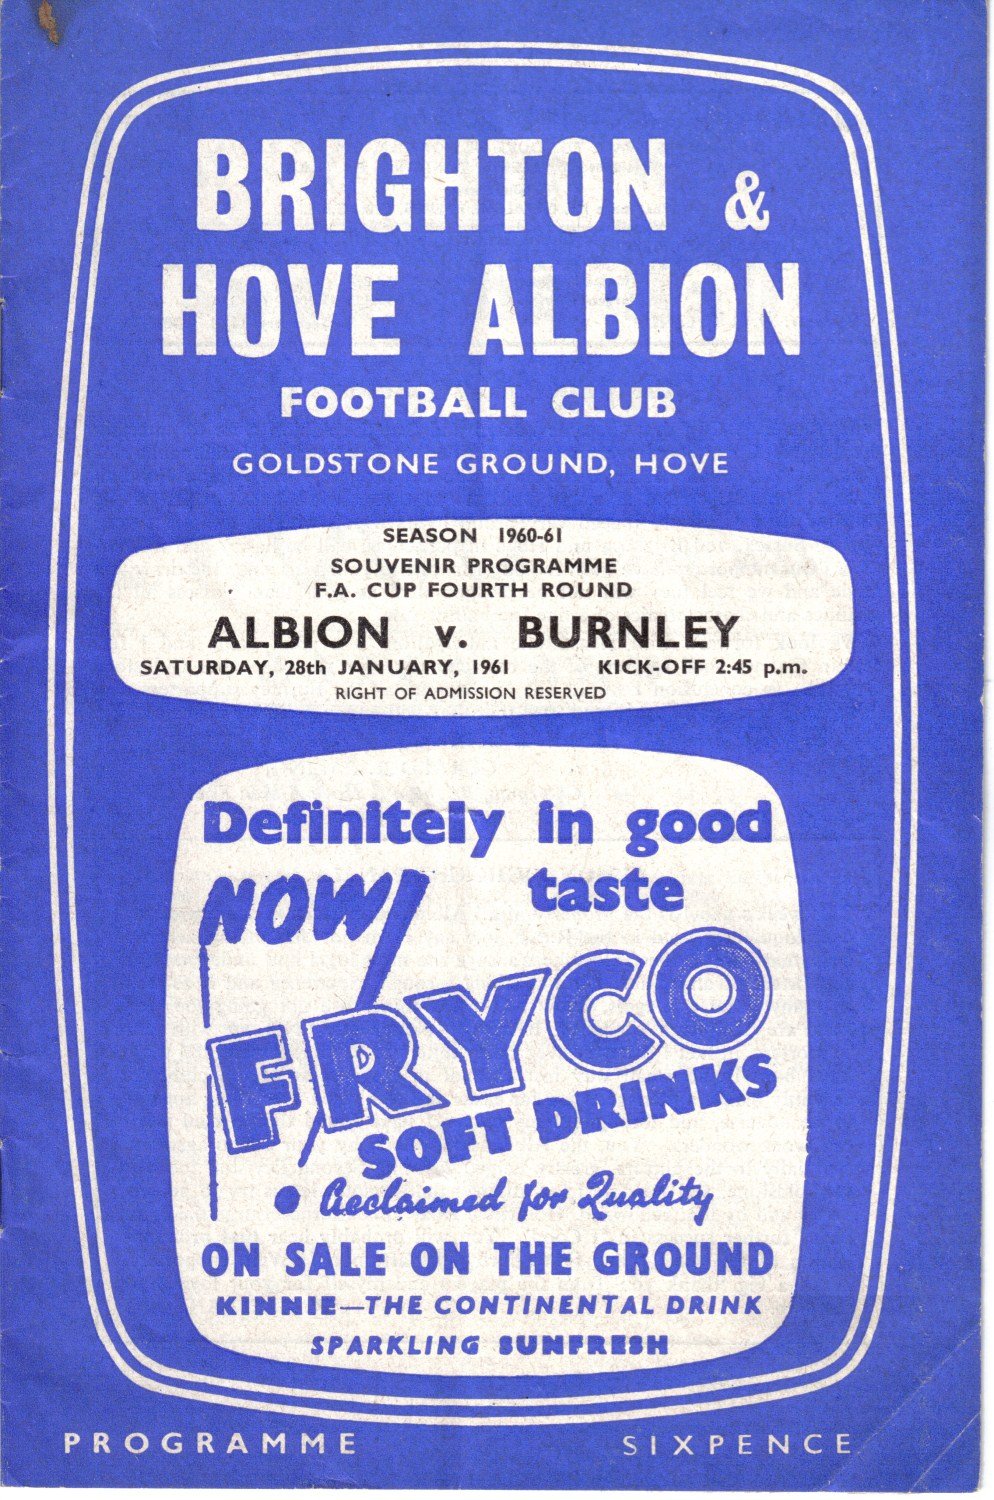 BRIGHTON &
HOVE ALBION
FOOTBALL CLUB
GOLDSTONE GROUND, HOVE
SEASON 1960-61
SOUVENIR PROGRAMME
F.A. CUP FOURTH ROUND
ALBION v. BURNLEY
SATURDAY, 28th JANUARY, 1961 KICK-OFF 2:45 p.m.
RIGHT OF ADMISSION RESERVED
Definitely in good
taste
NOW!
FRYCO
SOFT DRINKS
• Acclaimed for Quality
ON SALE ON THE GROUND
KINNIE—THE CONTINENTAL DRINK
SPARKLING SUNFRESH
PROGRAMME SIXPENCE